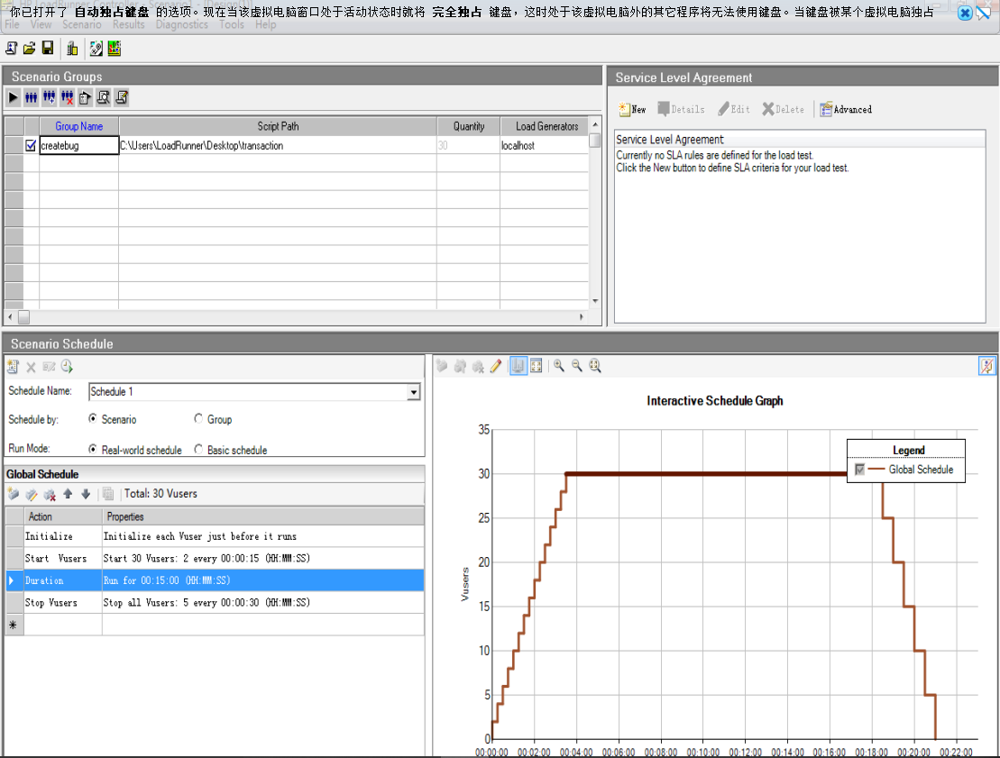 你已打开了 自动独占键盘 的选项。现在当该虚拟电脑窗口处于活动状态时就将 完全独占 键盘，这时处于该虚拟电脑外的其它程序将无法使用键盘。当键盘被某个虚拟电脑独占
File View Scenario Results Diagnostics Tools Help
Scenario Groups
Group Name Script Path Quantity Load Generators
createbug C:\Users\LoadRunner\Desktop\transaction 30 localhost
Service Level Agreement
New Details Edit Delete Advanced
Service Level Agreement
Currently no SLA rules are defined for the load test.
Click the New button to define SLA criteria for your load test.
Scenario Schedule
Schedule Name: Schedule 1
Schedule by: Scenario Group
Run Mode: Real-world schedule Basic schedule
Global Schedule
Total: 30 Vusers
Action Properties
Initialize Initialize each Vuser just before it runs
Start Vusers Start 30 Vusers: 2 every 00:00:15 (HH:MM:SS)
Duration Run for 00:15:00 (HH:MM:SS)
Stop Vusers Stop all Vusers: 5 every 00:00:30 (HH:MM:SS)
Interactive Schedule Graph
Legend
Global Schedule
Vusers
35
30
25
20
15
10
5
0
00:00:00 00:02:00 00:04:00 00:06:00 00:08:00 00:10:00 00:12:00 00:14:00 00:16:00 00:18:00 00:20:00 00:22:00